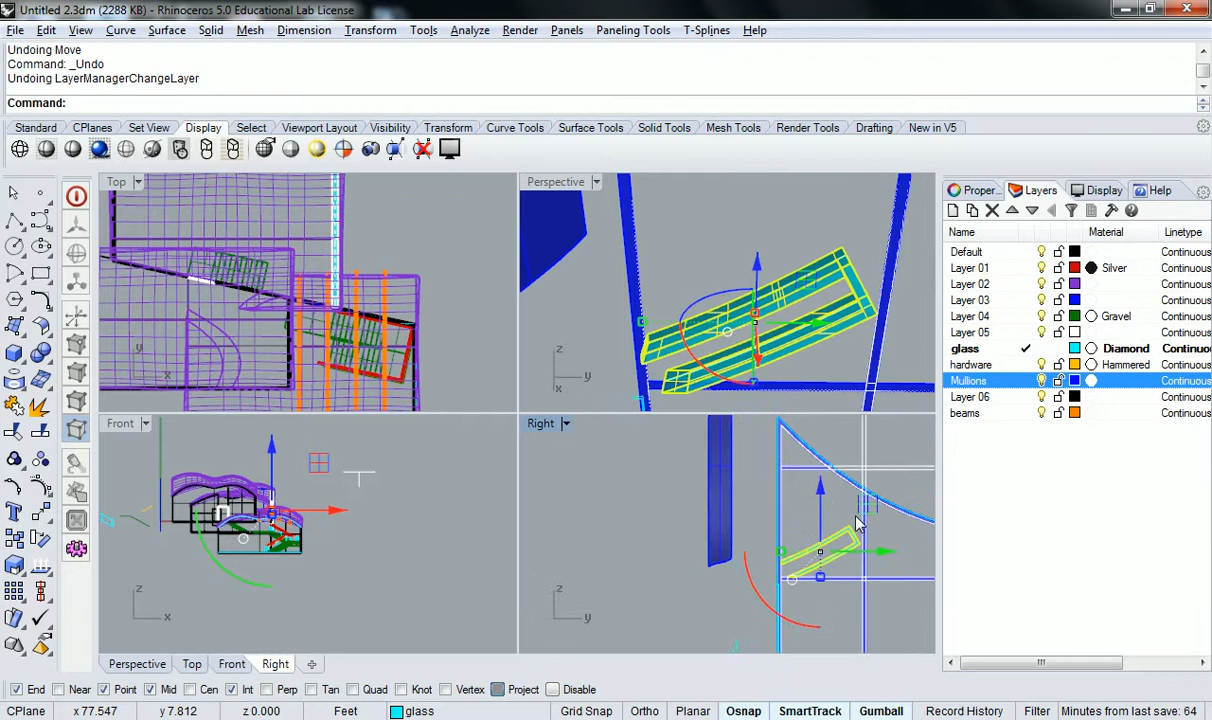 Untitled 2.3dm (2288 KB) - Rhinoceros 5.0 Educational Lab License
File Edit View Curve Surface Solid Mesh Dimension Transform Tools Analyze Render Panels Paneling Tools T-Splines Help
Undoing Move
Command: _Undo
Undoing LayerManagerChangeLayer
Command:
Standard CPlanes Set View Display Select Viewport Layout Visibility Transform Curve Tools Surface Tools Solid Tools Mesh Tools Render Tools Drafting New in V5
Top
Perspective
Proper... Layers Display Help
Name Material Linetype
Default Continuous
Layer 01 Silver Continuous
Layer 02 Continuous
Layer 03 Continuous
Layer 04 Gravel Continuous
Layer 05 Continuous
glass Diamond Continuo
hardware Hammered Continuous
Mullions Continuous
Layer 06 Continuous
beams Continuous
y
x
z
x
Front
Right
z
x
z
y
Perspective Top Front Right
End Near Point Mid Cen Int Perp Tan Quad Knot Vertex Project Disable
CPlane x 77.547 y 7.812 z 0.000 Feet glass Grid Snap Ortho Planar Osnap SmartTrack Gumball Record History Filter Minutes from last save: 64